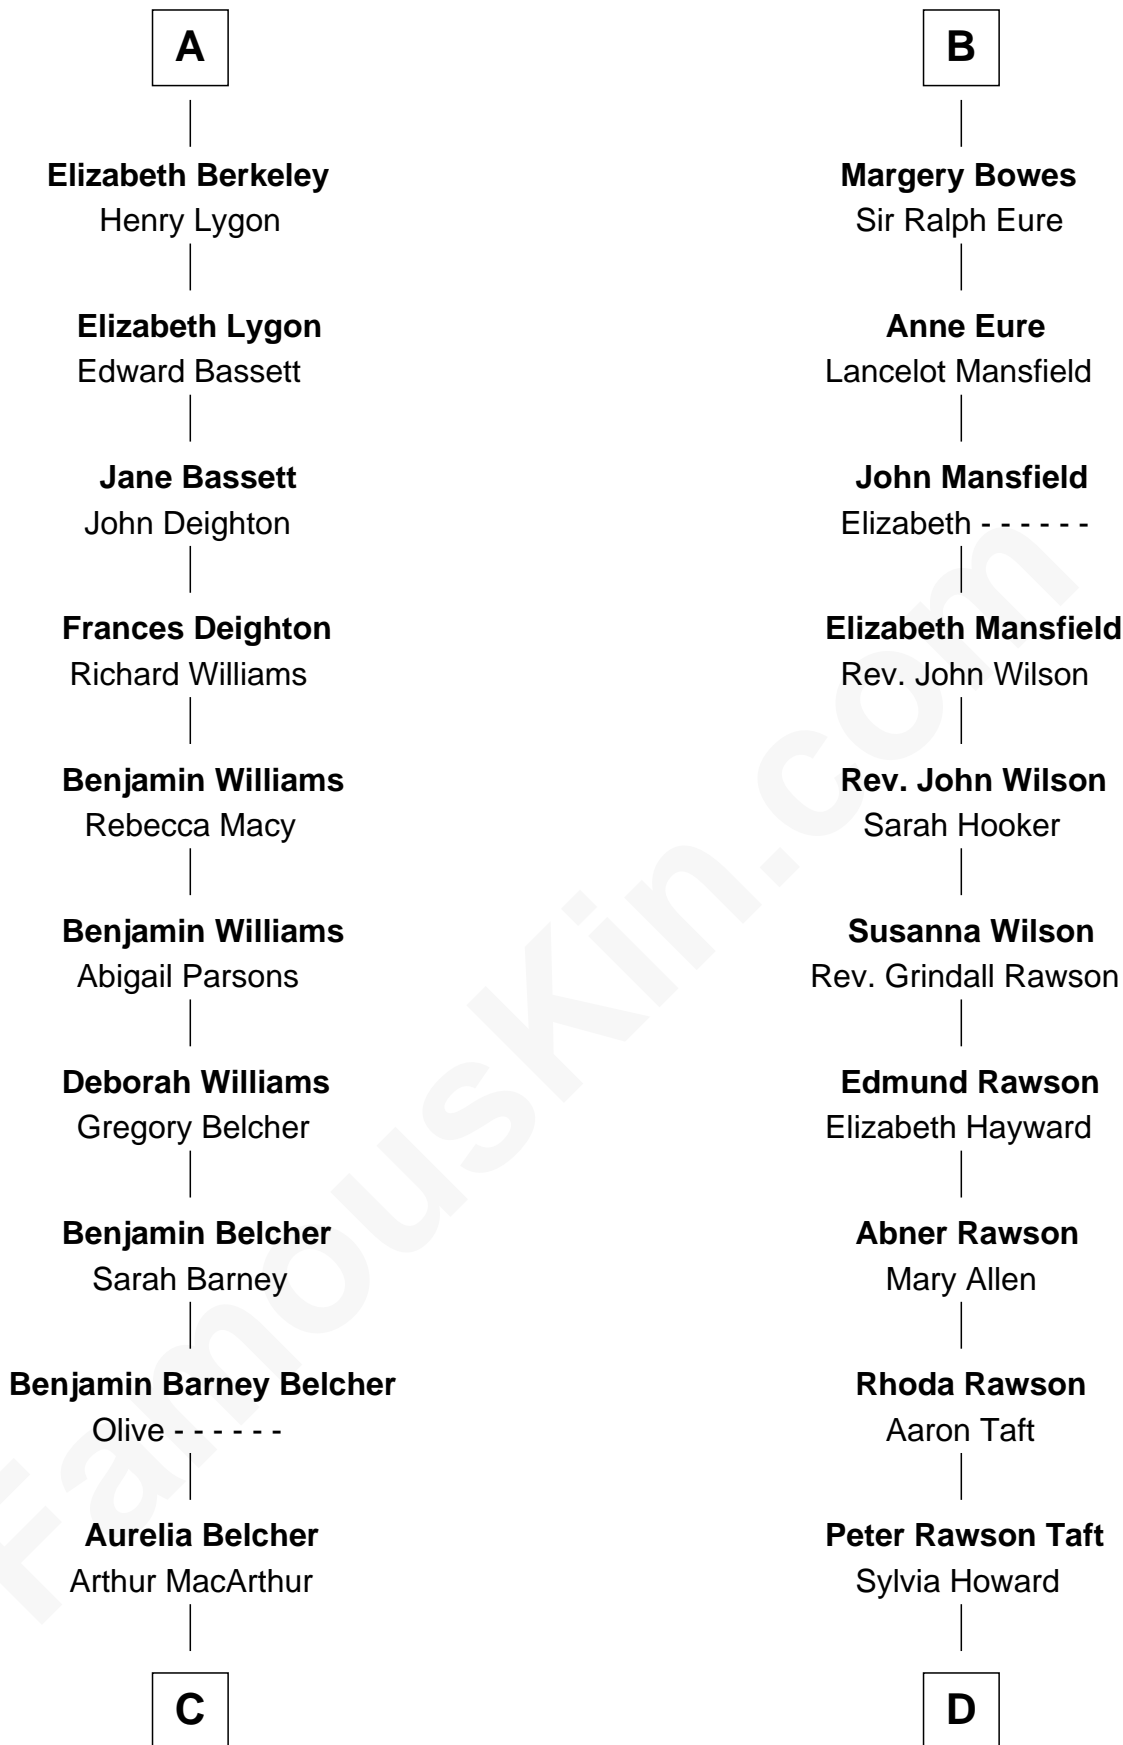 A
Elizabeth Berkeley
Henry Lygon
Elizabeth Lygon
Edward Bassett
Jane Bassett
John Deighton
Frances Deighton
Richard Williams
Benjamin Williams
Rebecca Macy
Benjamin Williams
Abigail Parsons
Deborah Williams
Gregory Belcher
Benjamin Belcher
Sarah Barney
Benjamin Barney Belcher
Olive - - - - - -
Aurelia Belcher
Arthur MacArthur
C
B
Margery Bowes
Sir Ralph Eure
Anne Eure
Lancelot Mansfield
John Mansfield
Elizabeth - - - - - -
Elizabeth Mansfield
Rev. John Wilson
Rev. John Wilson
Sarah Hooker
Susanna Wilson
Rev. Grindall Rawson
Edmund Rawson
Elizabeth Hayward
Abner Rawson
Mary Allen
Rhoda Rawson
Aaron Taft
Peter Rawson Taft
Sylvia Howard
D
FamousKin.com